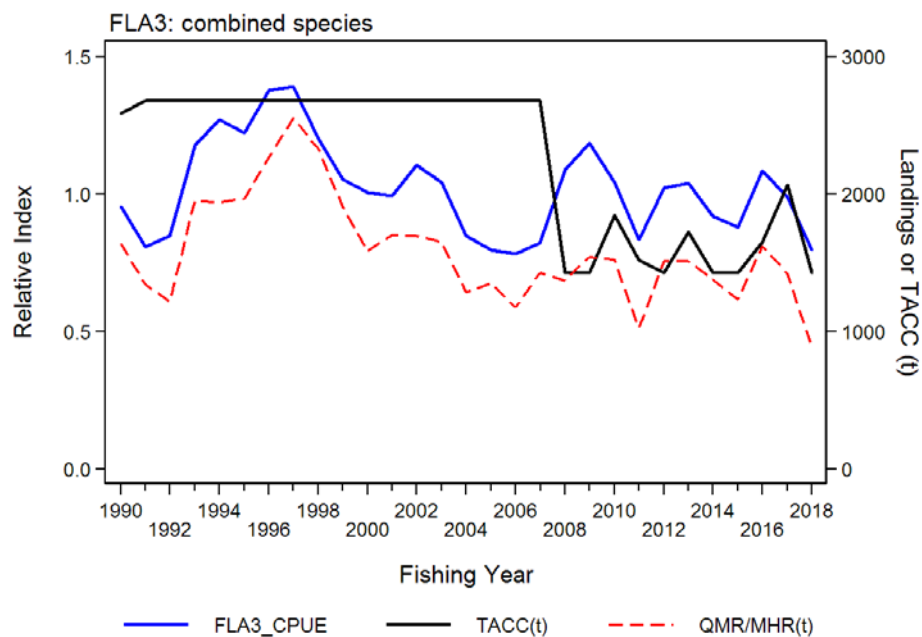 FLA3: combined species
1.5
1.0
0.5
0.0
Relative Index
3000
2000
1000
0
Landings or TACC (t)
1990 1994 1998 2002 2006 2010 2014 2018
1992 1996 2000 2004 2008 2012 2016
Fishing Year
FLA3_CPUE TACC(t) QMR/MHR(t)